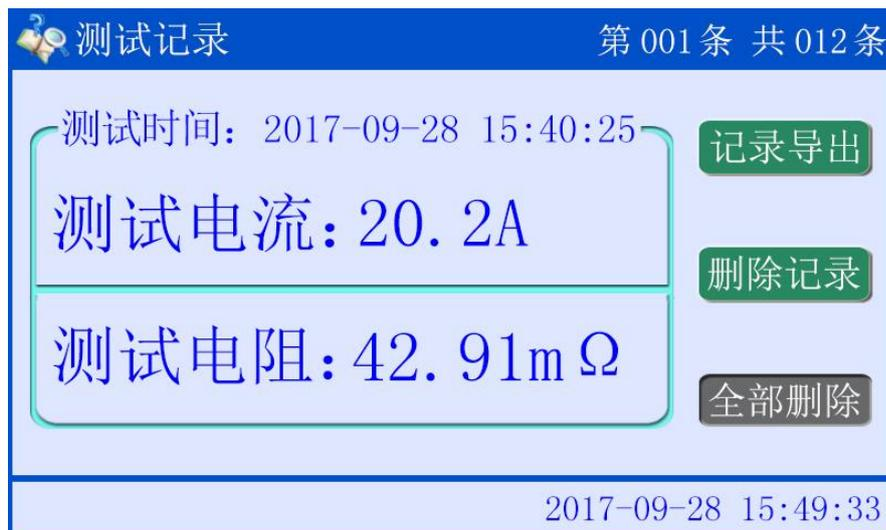 测试记录 第001条 共012条
测试时间: 2017-09-28 15:40:25
测试电流:20.2A
测试电阻:42.91mΩ
记录导出
删除记录
全部删除
2017-09-28 15:49:33